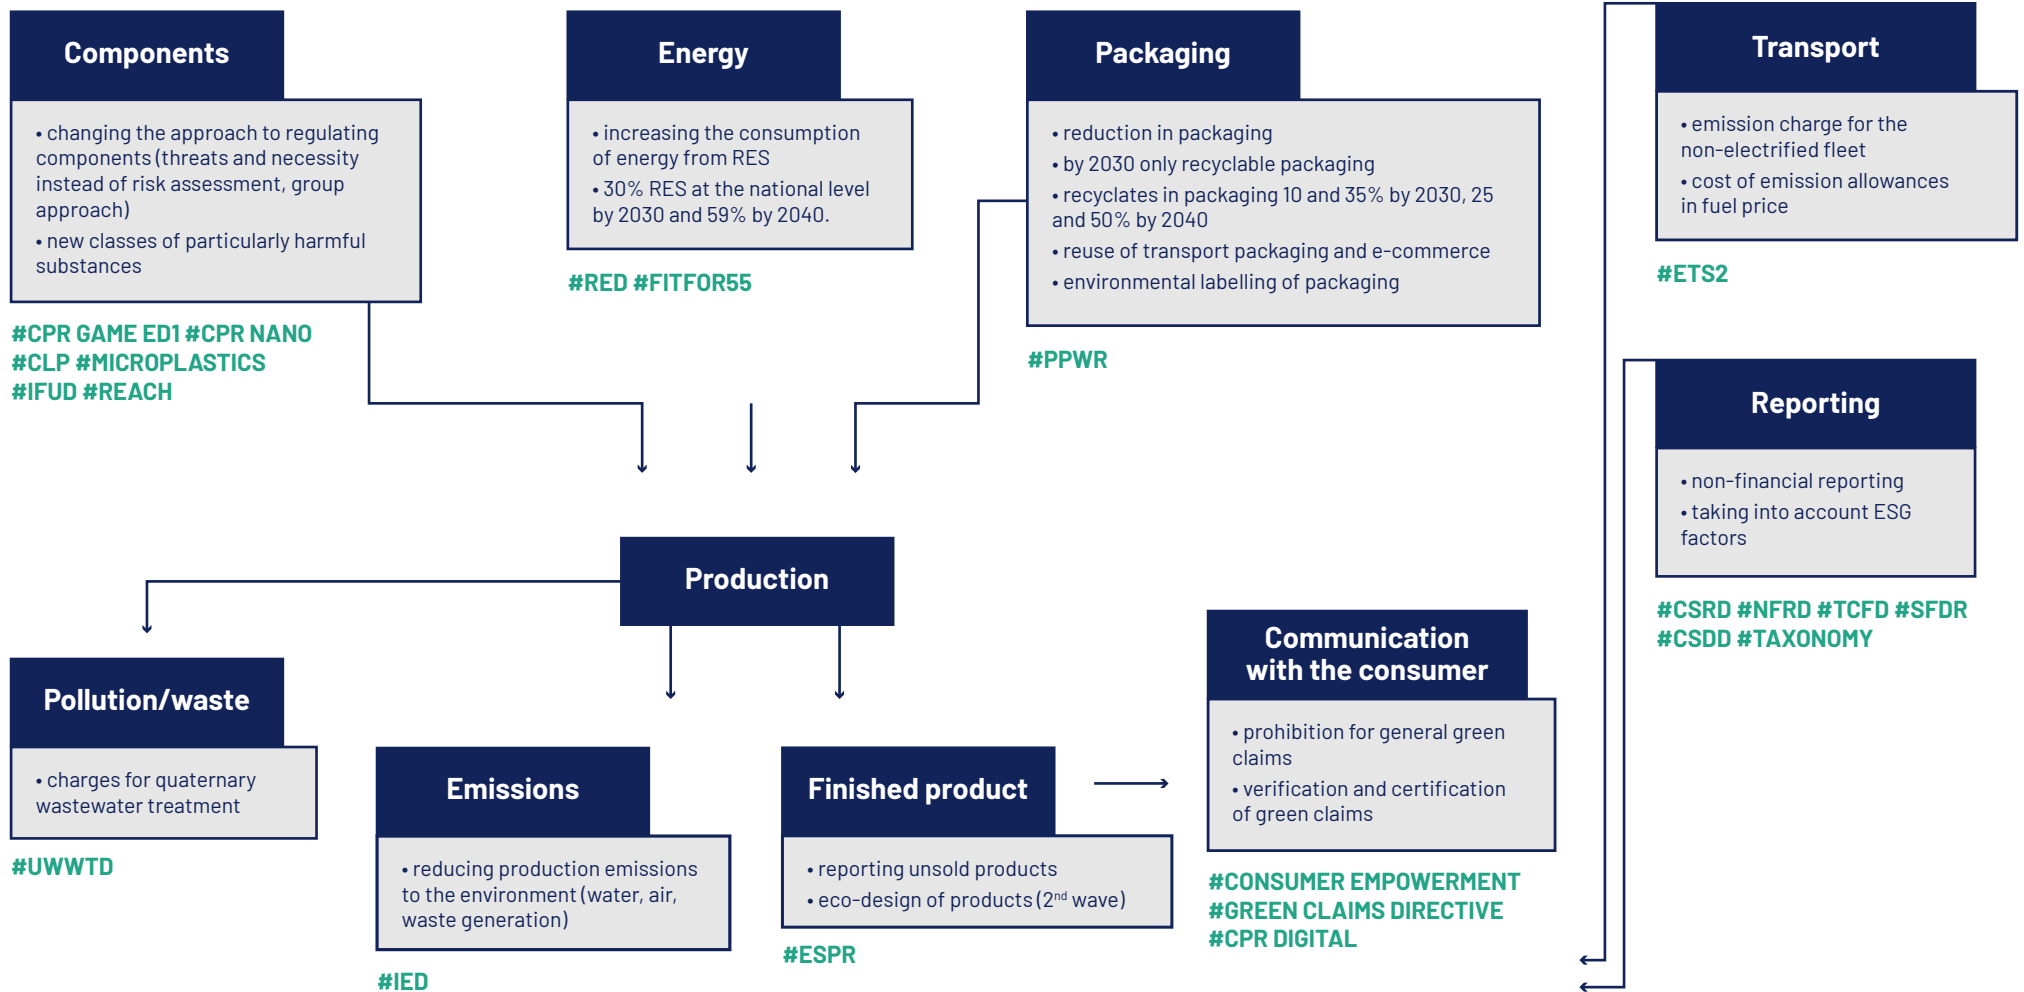 Components
• changing the approach to regulating
components (threats and necessity
instead of risk assessment, group
approach)
• new classes of particularly harmful
substances
#CPR GAME ED1 #CPR NANO
#CLP #MICROPLASTICS
#IFUD #REACH
Energy
• increasing the consumption
of energy from RES
• 30% RES at the national level
by 2030 and 59% by 2040.
#RED #FITFOR55
Packaging
• reduction in packaging
• by 2030 only recyclable packaging
• recyclates in packaging 10 and 35% by 2030, 25
and 50% by 2040
• reuse of transport packaging and e-commerce
• environmental labelling of packaging
#PPWR
Transport
• emission charge for the
non-electrified fleet
• cost of emission allowances
in fuel price
#ETS2
Reporting
• non-financial reporting
• taking into account ESG
factors
#CSRD #NFRD #TCFD #SFDR
#CSDD #TAXONOMY
Production
Pollution/waste
• charges for quaternary
wastewater treatment
#UWWTD
Emissions
• reducing production emissions
to the environment (water, air,
waste generation)
#IED
Finished product
• reporting unsold products
• eco-design of products (2nd wave)
#ESPR
Communication
with the consumer
• prohibition for general green
claims
• verification and certification
of green claims
#CONSUMER EMPOWERMENT
#GREEN CLAIMS DIRECTIVE
#CPR DIGITAL